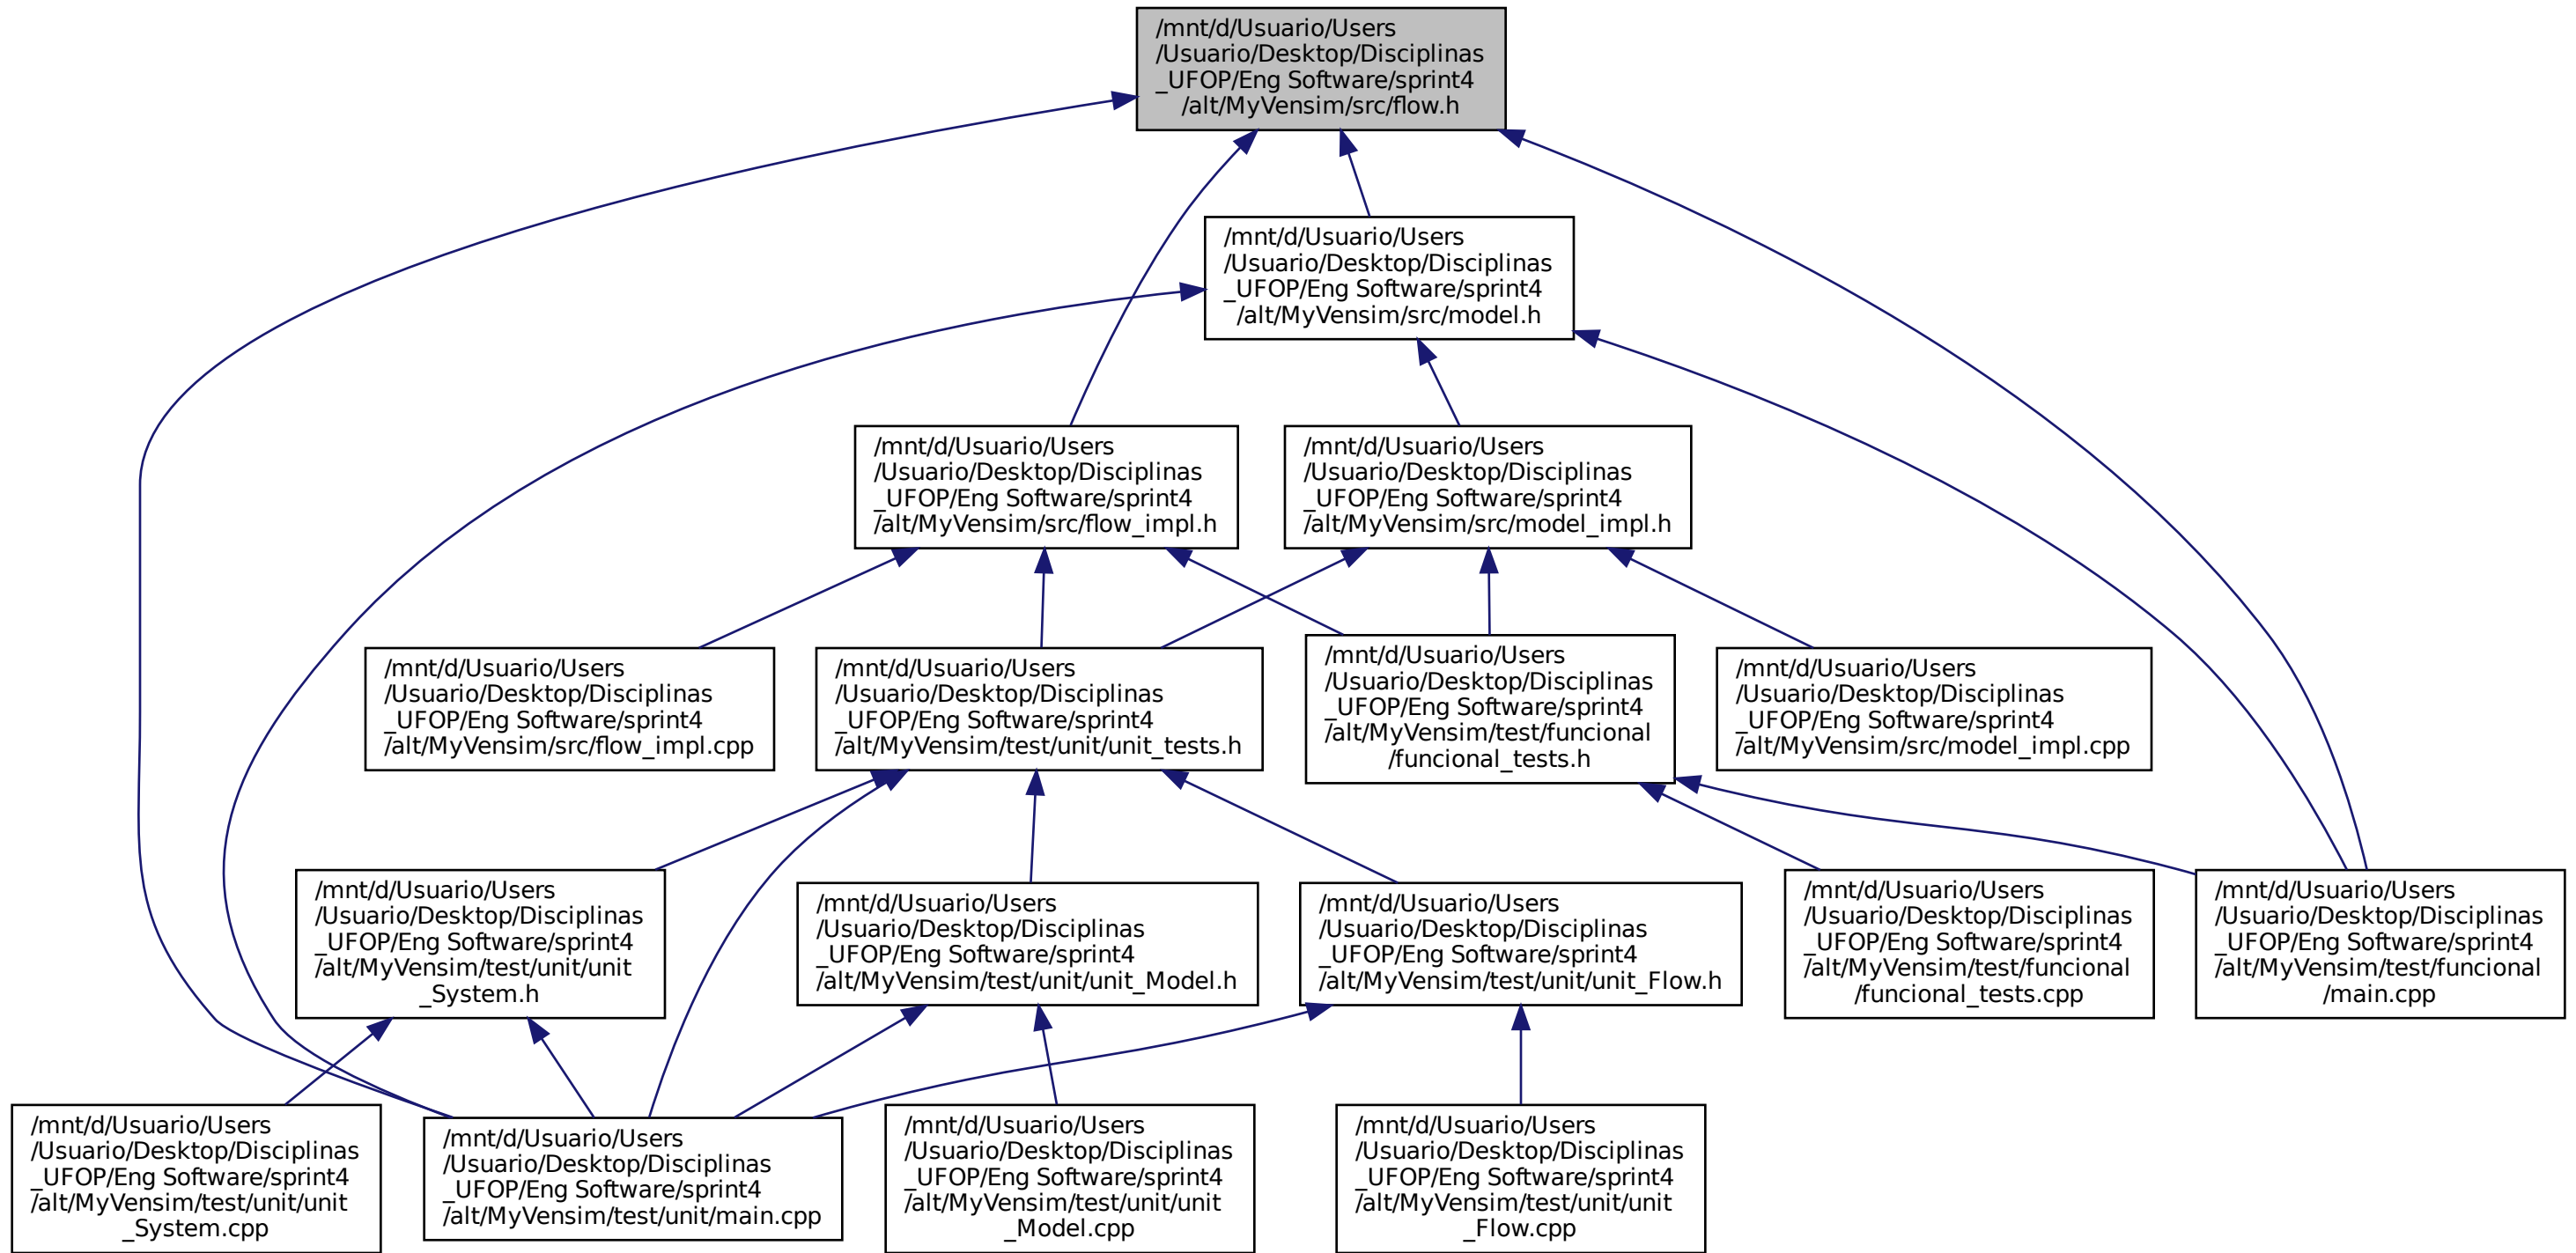 /mnt/d/Usuario/Users
/Usuario/Desktop/Disciplinas
_UFOP/Eng Software/sprint4
/alt/MyVensim/src/flow.h
/mnt/d/Usuario/Users
/Usuario/Desktop/Disciplinas
_UFOP/Eng Software/sprint4
/alt/MyVensim/src/model.h
/mnt/d/Usuario/Users
/Usuario/Desktop/Disciplinas
_UFOP/Eng Software/sprint4
/alt/MyVensim/src/flow_impl.h
/mnt/d/Usuario/Users
/Usuario/Desktop/Disciplinas
_UFOP/Eng Software/sprint4
/alt/MyVensim/src/model_impl.h
/mnt/d/Usuario/Users
/Usuario/Desktop/Disciplinas
_UFOP/Eng Software/sprint4
/alt/MyVensim/src/flow_impl.cpp
/mnt/d/Usuario/Users
/Usuario/Desktop/Disciplinas
_UFOP/Eng Software/sprint4
/alt/MyVensim/test/unit/unit_tests.h
/mnt/d/Usuario/Users
/Usuario/Desktop/Disciplinas
_UFOP/Eng Software/sprint4
/alt/MyVensim/test/funcional
/funcional_tests.h
/mnt/d/Usuario/Users
/Usuario/Desktop/Disciplinas
_UFOP/Eng Software/sprint4
/alt/MyVensim/src/model_impl.cpp
/mnt/d/Usuario/Users
/Usuario/Desktop/Disciplinas
_UFOP/Eng Software/sprint4
/alt/MyVensim/test/unit/unit
_System.h
/mnt/d/Usuario/Users
/Usuario/Desktop/Disciplinas
_UFOP/Eng Software/sprint4
/alt/MyVensim/test/unit/unit_Model.h
/mnt/d/Usuario/Users
/Usuario/Desktop/Disciplinas
_UFOP/Eng Software/sprint4
/alt/MyVensim/test/unit/unit_Flow.h
/mnt/d/Usuario/Users
/Usuario/Desktop/Disciplinas
_UFOP/Eng Software/sprint4
/alt/MyVensim/test/funcional
/funcional_tests.cpp
/mnt/d/Usuario/Users
/Usuario/Desktop/Disciplinas
_UFOP/Eng Software/sprint4
/alt/MyVensim/test/funcional
/main.cpp
/mnt/d/Usuario/Users
/Usuario/Desktop/Disciplinas
_UFOP/Eng Software/sprint4
/alt/MyVensim/test/unit/unit
_System.cpp
/mnt/d/Usuario/Users
/Usuario/Desktop/Disciplinas
_UFOP/Eng Software/sprint4
/alt/MyVensim/test/unit/main.cpp
/mnt/d/Usuario/Users
/Usuario/Desktop/Disciplinas
_UFOP/Eng Software/sprint4
/alt/MyVensim/test/unit/unit
_Model.cpp
/mnt/d/Usuario/Users
/Usuario/Desktop/Disciplinas
_UFOP/Eng Software/sprint4
/alt/MyVensim/test/unit/unit
_Flow.cpp